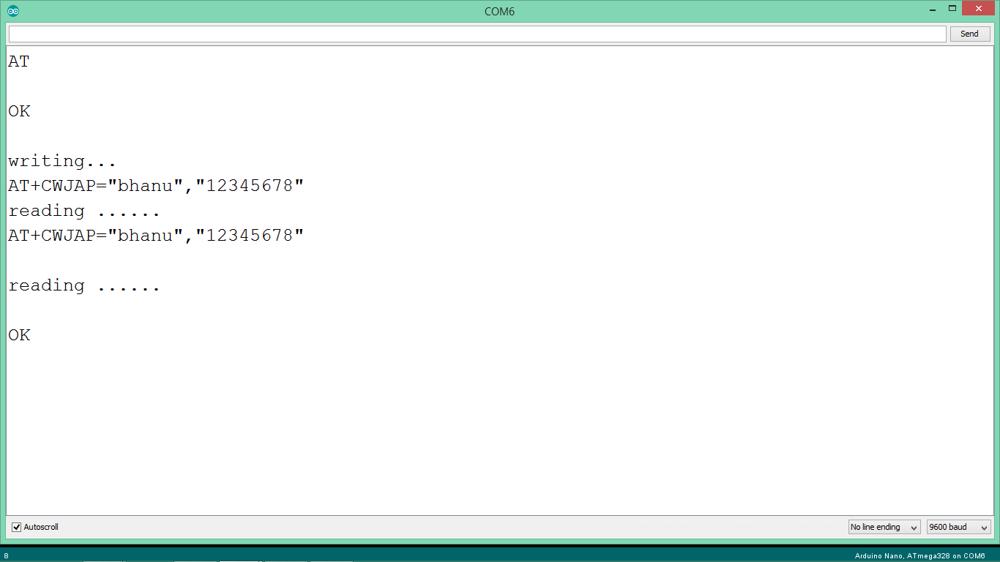 COM6
Send
AT
OK
writing...
AT+CWJAP="bhanu","12345678"
reading ......
AT+CWJAP="bhanu","12345678"
reading ......
OK
Autoscroll
No line ending
9600 baud
8
Arduino Nano, ATmega328 on COM6